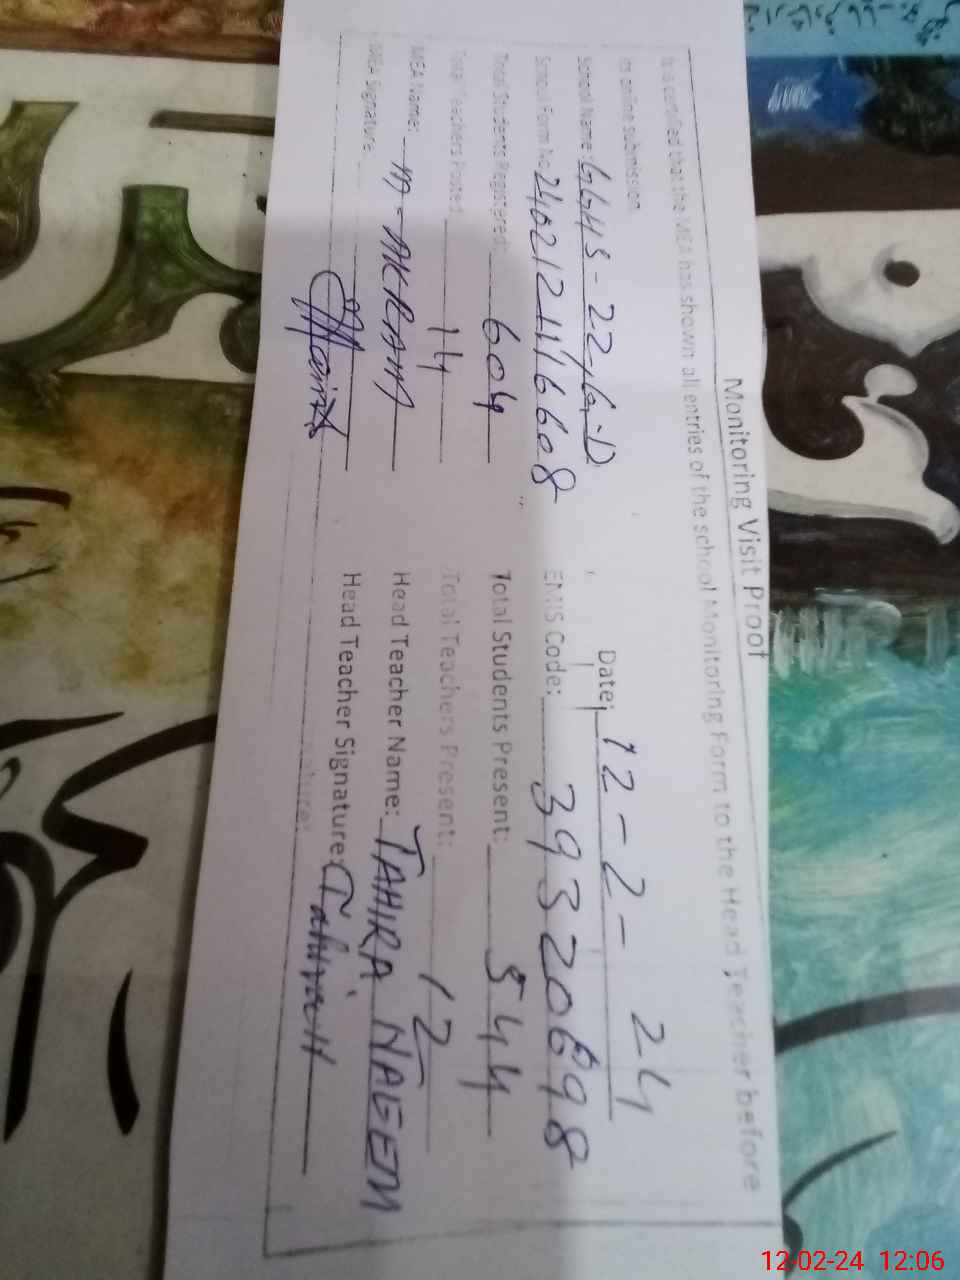 Monitoring Visit Proof
It is certified that the MEA has shown all entries of the school Monitoring Form to the Head Teacher before
its online submission.
School Name: GGHS-22/G.D Date: 12-2-24
School Form No: 24021211/6608 EMIS Code: 39320698
Total Students Registered: 604 Total Students Present: 544
Total Teachers Posted: 14 Total Teachers Present: 12
MEA Name: M-AKRAM Head Teacher Name: TAHIRA NAEEM
MEA Signature: Head Teacher Signature:
12-02-24 12:06